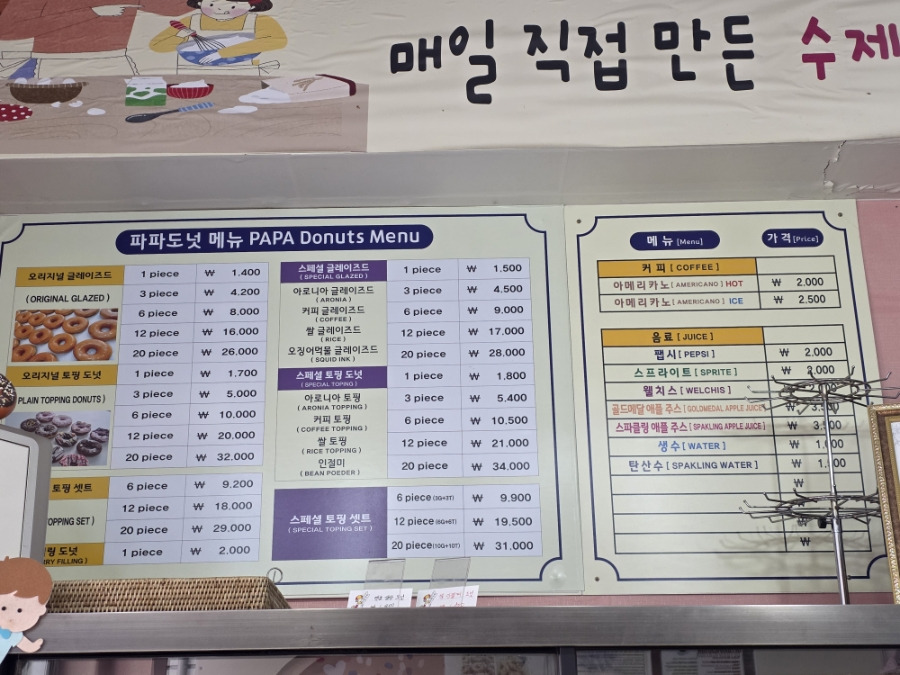 매일 직접 만든 수제
파파도넛 메뉴 PAPA Donuts Menu
오리지널 글레이즈드
( ORIGINAL GLAZED )
1 piece ₩ 1.400
3 piece ₩ 4.200
6 piece ₩ 8.000
12 piece ₩ 16.000
20 piece ₩ 26.000
오리지널 토핑 도넛
PLAIN TOPPING DONUTS )
1 piece ₩ 1.700
3 piece ₩ 5.000
6 piece ₩ 10.000
12 piece ₩ 20.000
20 piece ₩ 32.000
토핑 셋트
TOPPING SET )
6 piece ₩ 9.200
12 piece ₩ 18.000
20 piece ₩ 29.000
도넛
FILLING )
1 piece ₩ 2.000
스페셜 글레이즈드
( SPECIAL GLAZED )
아로니아 글레이즈드
( ARONIA )
커피 글레이즈드
( COFFEE )
쌀 글레이즈드
( RICE )
오징어먹물 글레이즈드
( SQUID INK )
1 piece ₩ 1.500
3 piece ₩ 4.500
6 piece ₩ 9.000
12 piece ₩ 17.000
20 piece ₩ 28.000
스페셜 토핑 도넛
( SPECIAL TOPING )
아로니아 토핑
( ARONIA TOPPING )
커피 토핑
( COFFEE TOPPING )
쌀 토핑
( RICE TOPPING )
인절미
( BEAN POEDER )
1 piece ₩ 1.800
3 piece ₩ 5.400
6 piece ₩ 10.500
12 piece ₩ 21.000
20 piece ₩ 34.000
스페셜 토핑 셋트
( SPECIAL TOPING SET )
6 piece (3G+3T) ₩ 9.900
12 piece (6G+6T) ₩ 19.500
20 piece (10G+10T) ₩ 31.000
메 뉴 [Menu] 가 격 [Price]
커 피 [ COFFEE ]
아메리카노 [ AMERICANO ] HOT ₩ 2.000
아메리카노 [ AMERICANO ] ICE ₩ 2.500
음료 [ JUICE ]
팹시 [ PEPSI ] ₩ 2.000
스프라이트 [ SPRITE ] ₩ 2.000
웰치스 [ WELCHIS ]
골드메달 애플 주스 [ GOLDMEDAL APPLE JUICE ] ₩
스파클링 애플 주스 [ SPAKLING APPLE JUICE ] ₩
생수 [ WATER ] ₩
탄산수 [ SPAKLING WATER ] ₩
₩
₩
₩